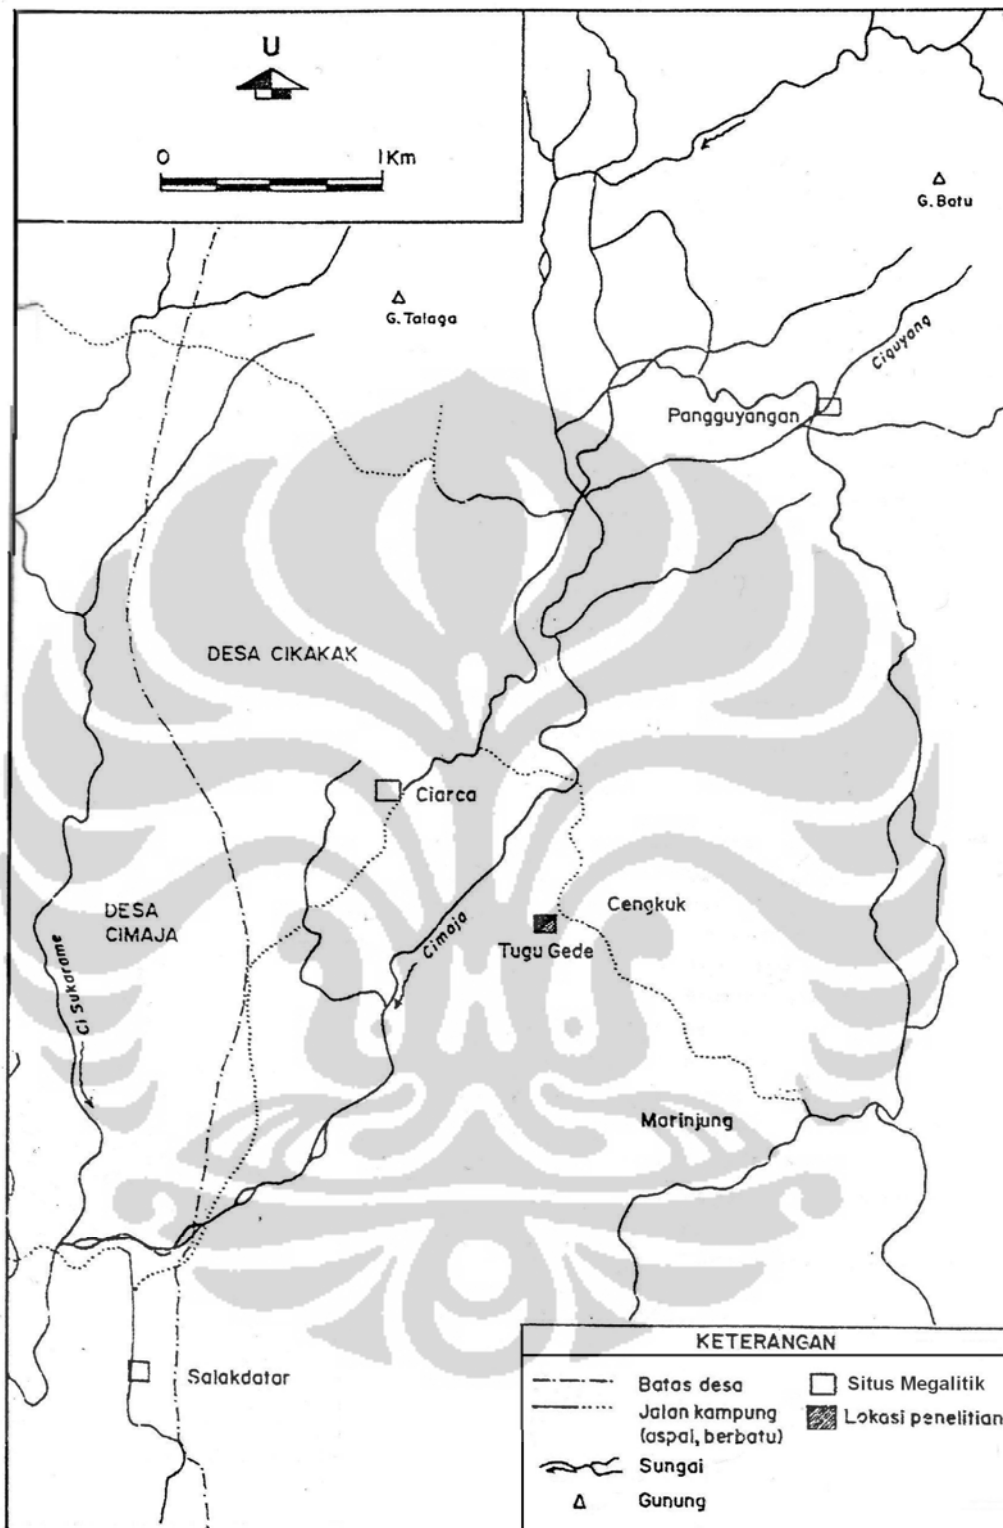 U
0 1Km
G. Batu
G. Talaga
Ciguyang
Pangguyangan
DESA CIKAKAK
Ciarca
DESA
CIMAJA
Cengkuk
Cimaja
Tugu Gede
Ci Sukarame
Marinjung
Salakdatar
KETERANGAN
Batas desa
Situs Megalitik
Jalan kampung
(aspal, berbatu)
Lokasi penelitian
Sungai
Gunung